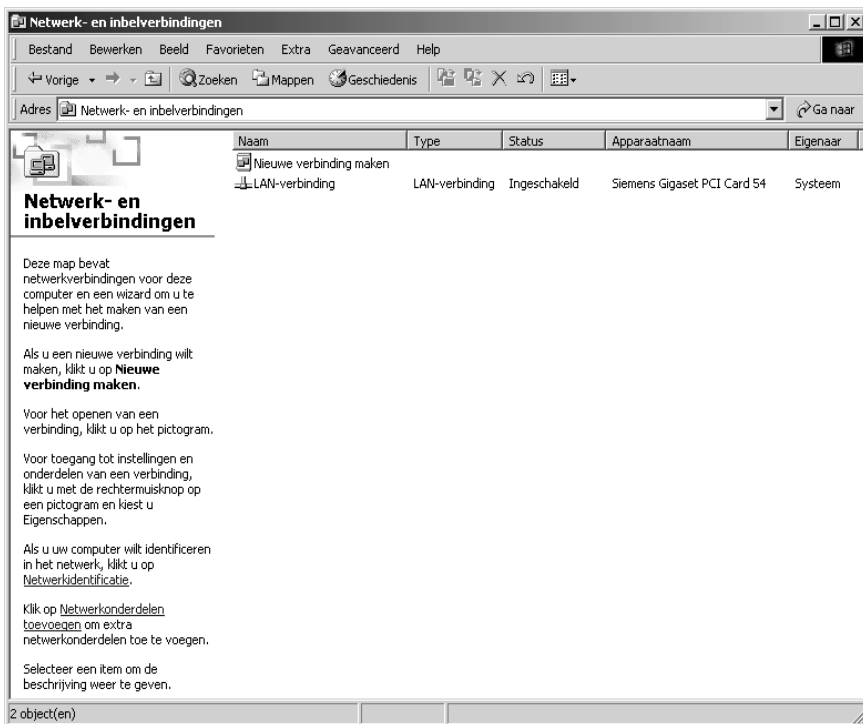 Netwerk- en inbelverbindingen
Bestand Bewerken Beeld Favorieten Extra Geavanceerd Help
Vorige Zoeken Mappen Geschiedenis
Adres Netwerk- en inbelverbindingen Ga naar
Naam Type Status Apparaatnaam Eigenaar
Nieuwe verbinding maken
LAN-verbinding LAN-verbinding Ingeschakeld Siemens Gigaset PCI Card 54 Systeem
Netwerk- en
inbelverbindingen
Deze map bevat
netwerkverbindingen voor deze
computer en een wizard om u te
helpen met het maken van een
nieuwe verbinding.
Als u een nieuwe verbinding wilt
maken, klikt u op Nieuwe
verbinding maken.
Voor het openen van een
verbinding, klikt u op het pictogram.
Voor toegang tot instellingen en
onderdelen van een verbinding,
klikt u met de rechtermuisknop op
een pictogram en kiest u
Eigenschappen.
Als u uw computer wilt identificeren
in het netwerk, klikt u op
Netwerkidentificatie.
Klik op Netwerkonderdelen
toevoegen om extra
netwerkonderdelen toe te voegen.
Selecteer een item om de
beschrijving weer te geven.
2 object(en)